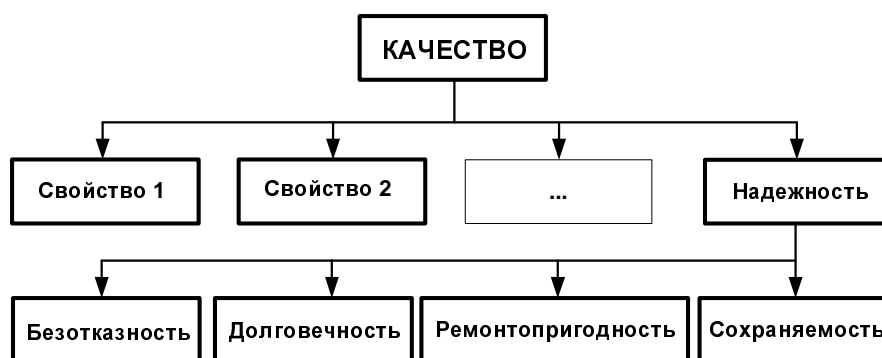 КАЧЕСТВО
Свойство 1
Свойство 2
...
Надежность
Безотказность
Долговечность
Ремонтопригодность
Сохраняемость